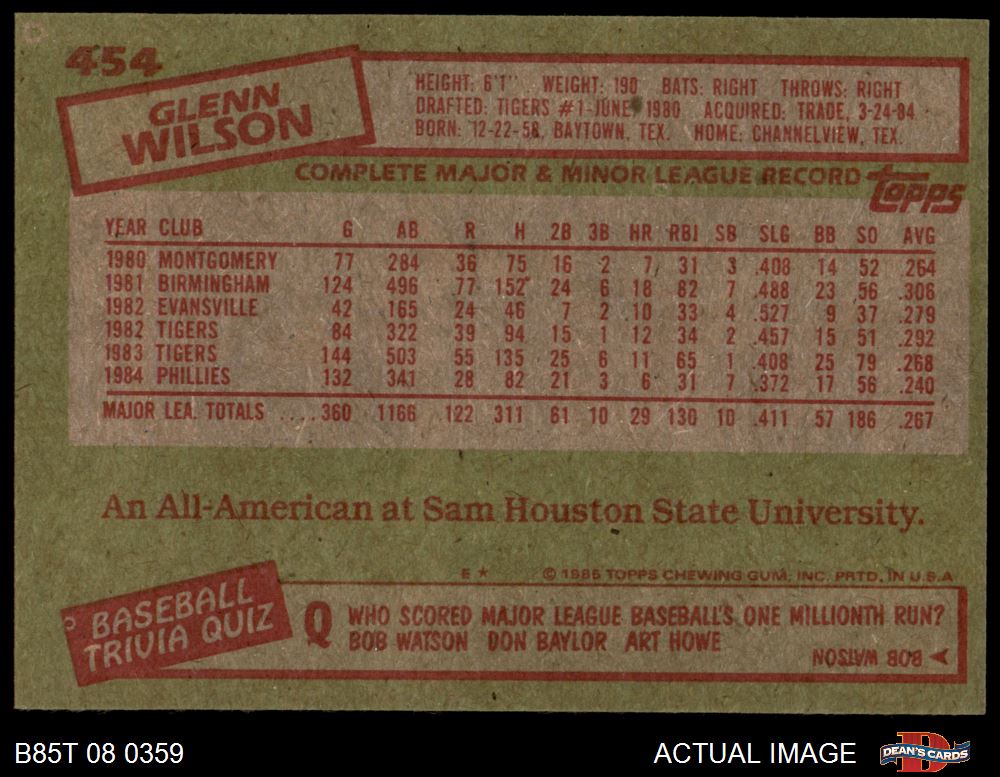 454
GLENN
WILSON
HEIGHT: 6'1" WEIGHT: 190 BATS: RIGHT THROWS: RIGHT
DRAFTED: TIGERS #1-JUNE, 1980 ACQUIRED: TRADE, 3-24-84
BORN: 12-22-58, BAYTOWN, TEX. HOME: CHANNELVIEW, TEX.
COMPLETE MAJOR & MINOR LEAGUE RECORD
TOPPS
YEAR CLUB G AB R H 2B 3B HR RBI SB SLG BB SO AVG
1980 MONTGOMERY 77 284 36 75 16 2 7 31 3 .408 14 52 .264
1981 BIRMINGHAM 124 496 77 152 24 6 18 82 7 .488 23 56 .306
1982 EVANSVILLE 42 165 24 46 7 2 10 33 4 .527 9 37 .279
1982 TIGERS 84 322 39 94 15 1 12 34 2 .457 15 51 .292
1983 TIGERS 144 503 55 135 25 6 11 65 1 .408 25 79 .268
1984 PHILLIES 132 341 28 82 21 3 6 31 7 .372 17 56 .240
MAJOR LEA. TOTALS .... 360 1166 122 311 61 10 29 130 10 .411 57 186 .267
An All-American at Sam Houston State University.
E ★ © 1985 TOPPS CHEWING GUM, INC. PRTD. IN U.S.A
BASEBALL
TRIVIA QUIZ
Q WHO SCORED MAJOR LEAGUE BASEBALL'S ONE MILLIONTH RUN?
BOB WATSON DON BAYLOR ART HOWE
BOB WATSON
B85T 08 0359
ACTUAL IMAGE
D
DEAN'S CARDS